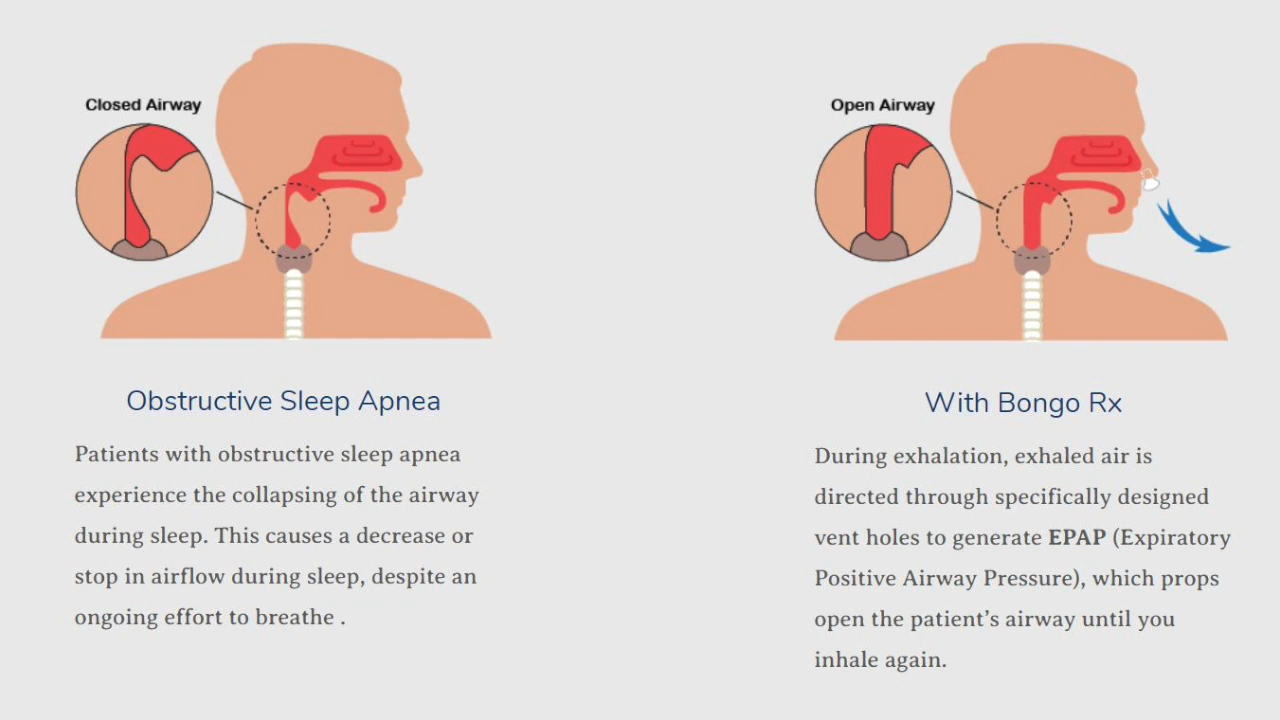 Closed Airway
Obstructive Sleep Apnea
Patients with obstructive sleep apnea
experience the collapsing of the airway
during sleep. This causes a decrease or
stop in airflow during sleep, despite an
ongoing effort to breathe .
Open Airway
With Bongo Rx
During exhalation, exhaled air is
directed through specifically designed
vent holes to generate EPAP (Expiratory
Positive Airway Pressure), which props
open the patient’s airway until you
inhale again.